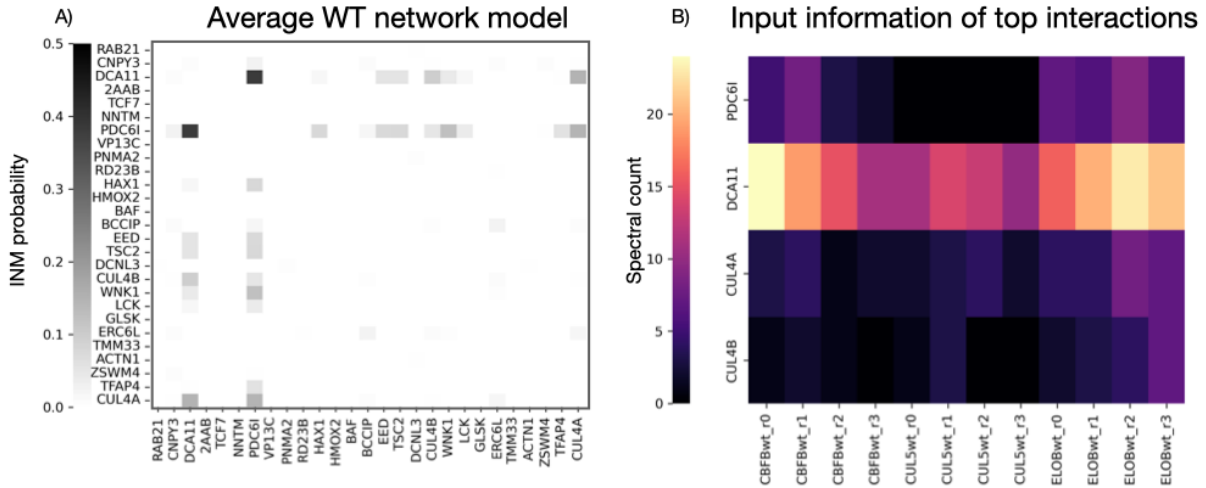 A)
Average WT network model
0.5
0.4
0.3
0.2
0.1
0.0
INM probability
RAB21
CNPY3
DCA11
2AAB
TCF7
NNTM
PDC6I
VP13C
PNMA2
RD23B
HAX1
HMOX2
BAF
BCCIP
EED
TSC2
DCNL3
CUL4B
WNK1
LCK
GLSK
ERC6L
TMM33
ACTN1
ZSWM4
TFAP4
CUL4A
RAB21
CNPY3
DCA11
2AAB
TCF7
NNTM
PDC6I
VP13C
PNMA2
RD23B
HAX1
HMOX2
BAF
BCCIP
EED
TSC2
DCNL3
CUL4B
WNK1
LCK
GLSK
ERC6L
TMM33
ACTN1
ZSWM4
TFAP4
CUL4A
B)
Input information of top interactions
20
15
10
5
0
Spectral count
PDC6I
DCA11
CUL4A
CUL4B
CBFBwt_r0
CBFBwt_r1
CBFBwt_r2
CBFBwt_r3
CUL5wt_r0
CUL5wt_r1
CUL5wt_r2
CUL5wt_r3
ELOBwt_r0
ELOBwt_r1
ELOBwt_r2
ELOBwt_r3